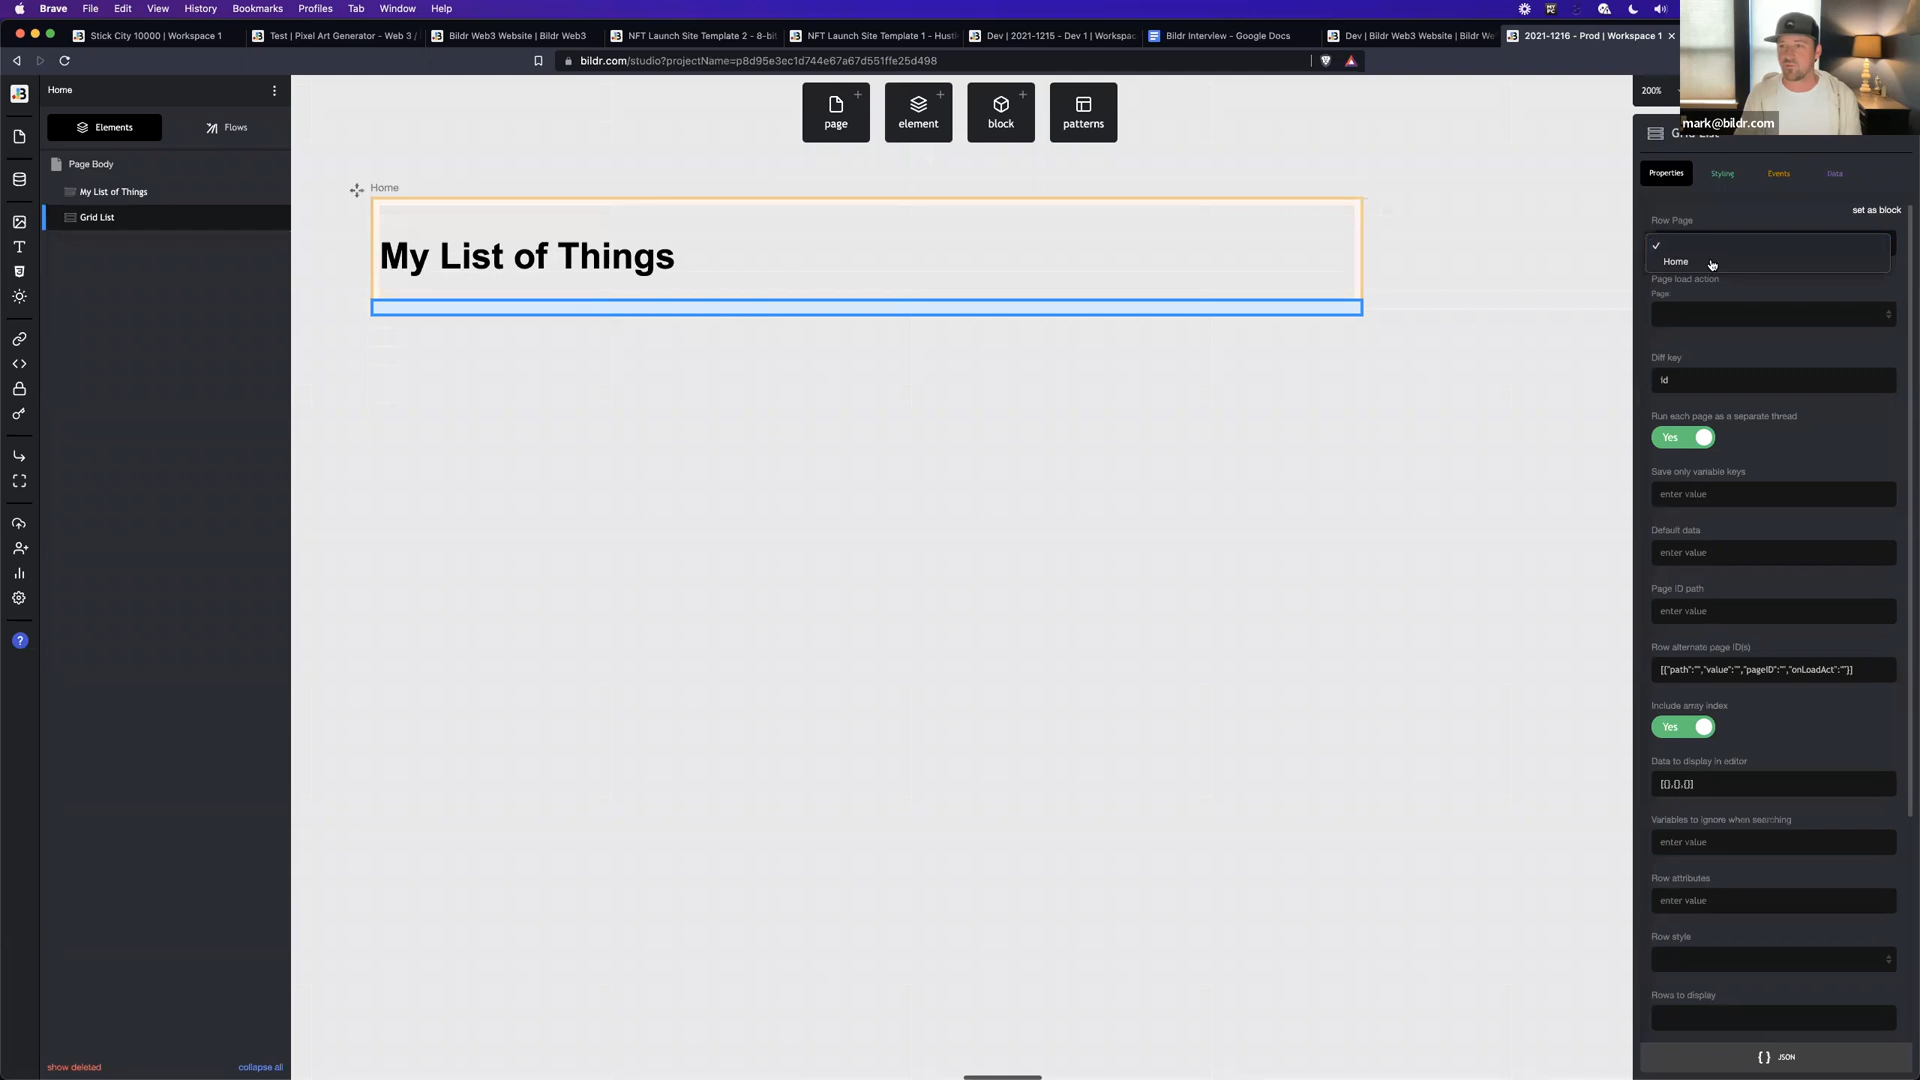 Brave File Edit View History Bookmarks Profiles Tab Window Help
Stick City 10000 | Workspace 1
Test | Pixel Art Generator - Web 3 /
Bildr Web3 Website | Bildr Web3
NFT Launch Site Template 2 - 8-bit
NFT Launch Site Template 1 - Hustl
Dev | 2021-1215 - Dev 1 | Workspac
Bildr Interview - Google Docs
Dev | Bildr Web3 Website | Bildr We
2021-1216 - Prod | Workspace 1
bildr.com/studio?projectName=p8d95e3ec1d744e67a67d551ffe25d498
Home
Elements
Flows
Page Body
My List of Things
Grid List
show deleted
collapse all
page
element
block
patterns
Home
My List of Things
200%
mark@bildr.com
Grid List
Properties
Styling
Events
Data
set as block
Row Page
Home
Page load action
Page:
Diff key
id
Run each page as a separate thread
Yes
Save only variable keys
enter value
Default data
enter value
Page ID path
enter value
Row alternate page ID(s)
[{"path":"","value":"","pageID":"","onLoadAct":""}]
Include array index
Yes
Data to display in editor
[{},{},{}]
Variables to ignore when searching
enter value
Row attributes
enter value
Row style
Rows to display
{ } JSON